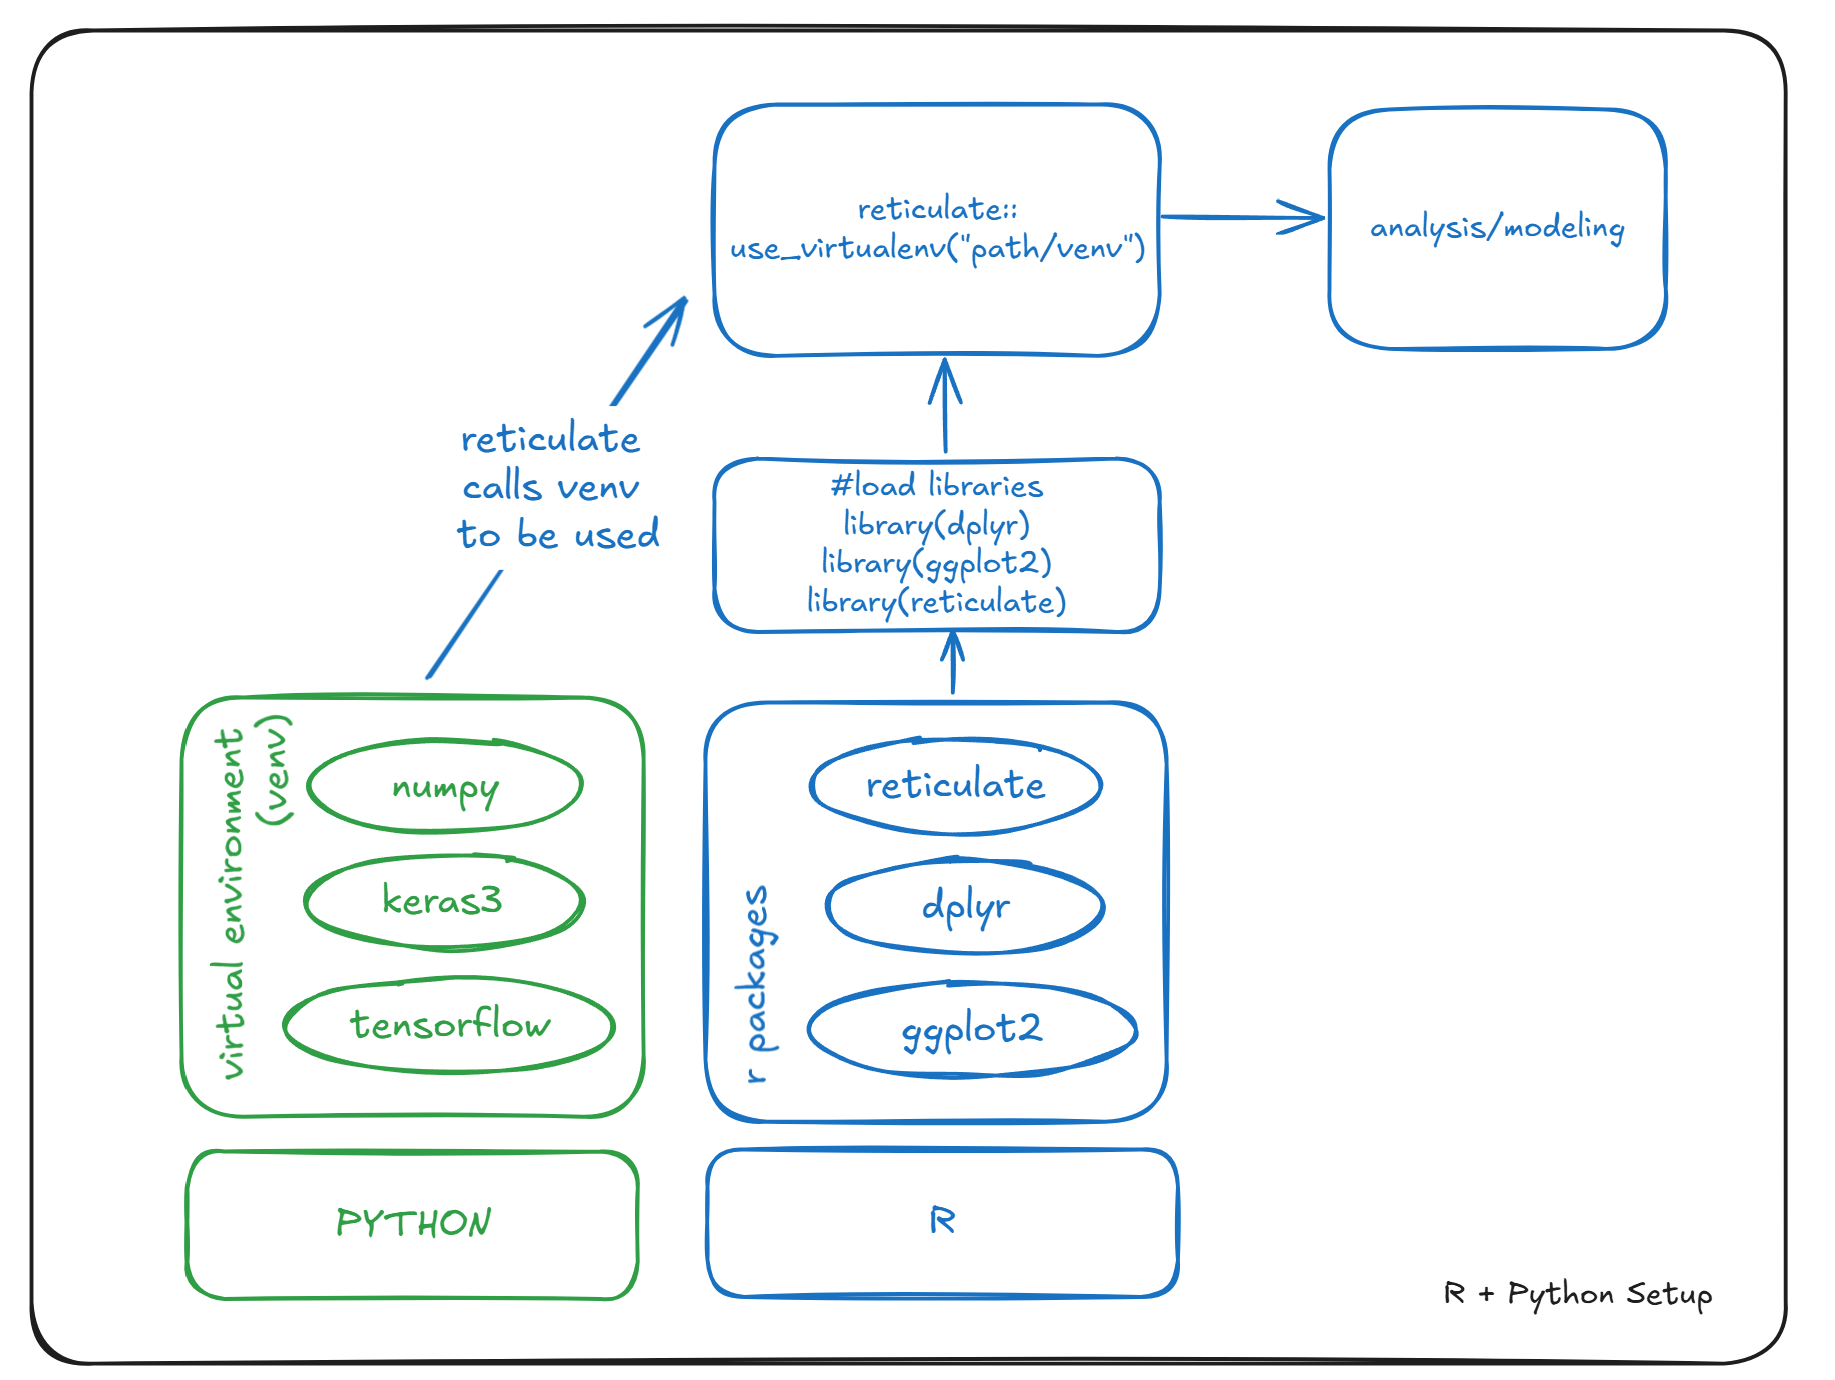 reticulate::
use_virtualenv("path/venv")
analysis/modeling
reticulate
calls venv
to be used
#load libraries
library(dplyr)
library(ggplot2)
library(reticulate)
virtual environment
(venv)
numpy
keras3
tensorflow
r packages
reticulate
dplyr
ggplot2
PYTHON
R
R + Python Setup